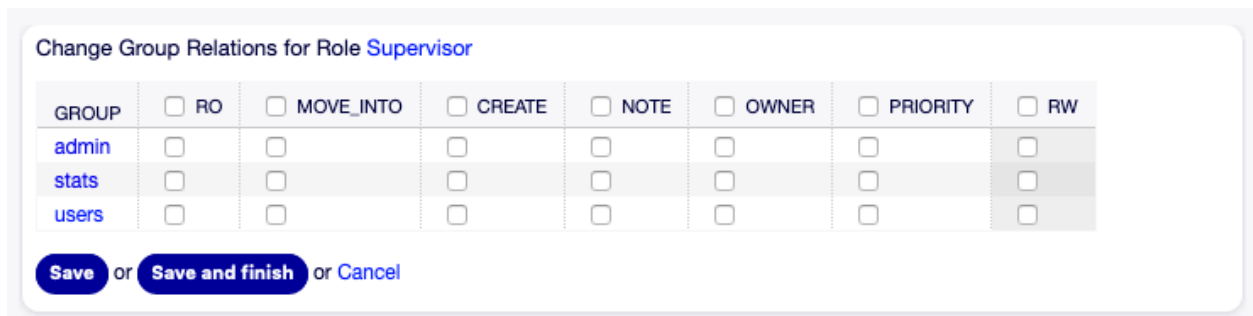 Change Group Relations for Role Supervisor
GROUP RO MOVE_INTO CREATE NOTE OWNER PRIORITY RW
admin
stats
users
Save or Save and finish or Cancel